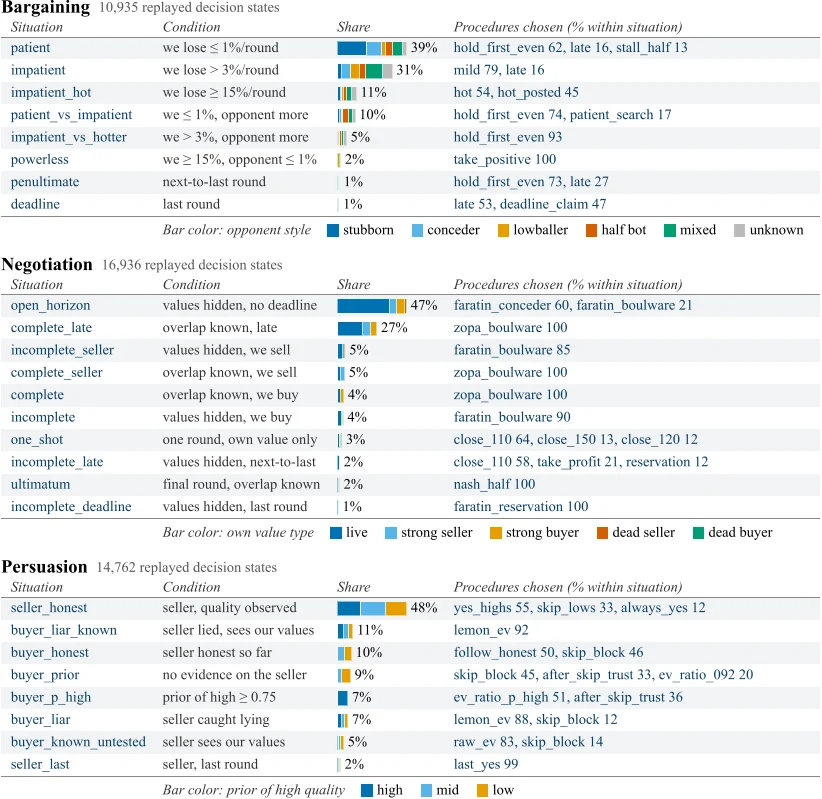 Bargaining 10,935 replayed decision states
Situation Condition Share Procedures chosen (% within situation)
patient we lose ≤ 1%/round 39% hold_first_even 62, late 16, stall_half 13
impatient we lose > 3%/round 31% mild 79, late 16
impatient_hot we lose ≥ 15%/round 11% hot 54, hot_posted 45
patient_vs_impatient we ≤ 1%, opponent more 10% hold_first_even 74, patient_search 17
impatient_vs_hotter we > 3%, opponent more 5% hold_first_even 93
powerless we ≥ 15%, opponent ≤ 1% 2% take_positive 100
penultimate next-to-last round 1% hold_first_even 73, late 27
deadline last round 1% late 53, deadline_claim 47
Bar color: opponent style stubborn conceder lowballer half bot mixed unknown
Negotiation 16,936 replayed decision states
Situation Condition Share Procedures chosen (% within situation)
open_horizon values hidden, no deadline 47% faratin_conceder 60, faratin_boulware 21
complete_late overlap known, late 27% zopa_boulware 100
incomplete_seller values hidden, we sell 5% faratin_boulware 85
complete_seller overlap known, we sell 5% zopa_boulware 100
complete overlap known, we buy 4% zopa_boulware 100
incomplete values hidden, we buy 4% faratin_boulware 90
one_shot one round, own value only 3% close_110 64, close_150 13, close_120 12
incomplete_late values hidden, next-to-last 2% close_110 58, take_profit 21, reservation 12
ultimatum final round, overlap known 2% nash_half 100
incomplete_deadline values hidden, last round 1% faratin_reservation 100
Bar color: own value type live strong seller strong buyer dead seller dead buyer
Persuasion 14,762 replayed decision states
Situation Condition Share Procedures chosen (% within situation)
seller_honest seller, quality observed 48% yes_highs 55, skip_lows 33, always_yes 12
buyer_liar_known seller lied, sees our values 11% lemon_ev 92
buyer_honest seller honest so far 10% follow_honest 50, skip_block 46
buyer_prior no evidence on the seller 9% skip_block 45, after_skip_trust 33, ev_ratio_092 20
buyer_p_high prior of high ≥ 0.75 7% ev_ratio_p_high 51, after_skip_trust 36
buyer_liar seller caught lying 7% lemon_ev 88, skip_block 12
buyer_known_untested seller sees our values 5% raw_ev 83, skip_block 14
seller_last seller, last round 2% last_yes 99
Bar color: prior of high quality high mid low